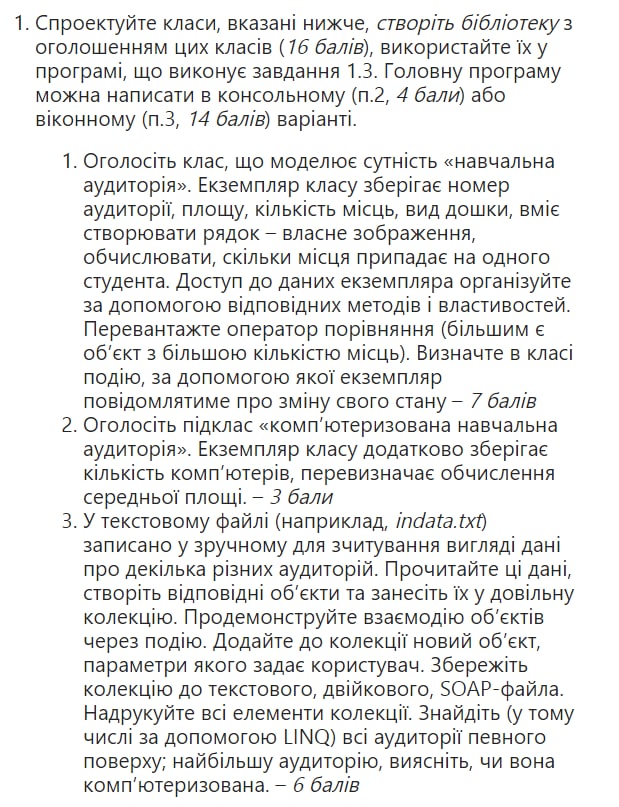 1. Спроектуйте класи, вказані нижче, створіть бібліотеку з
оголошенням цих класів (16 балів), використайте їх у
програмі, що виконує завдання 1.3. Головну програму
можна написати в консольному (п.2, 4 бали) або
віконному (п.3, 14 балів) варіанті.
1. Оголосіть клас, що моделює сутність «навчальна
аудиторія». Екземпляр класу зберігає номер
аудиторії, площу, кількість місць, вид дошки, вміє
створювати рядок – власне зображення,
обчислювати, скільки місця припадає на одного
студента. Доступ до даних екземпляра організуйте
за допомогою відповідних методів і властивостей.
Перевантажте оператор порівняння (більшим є
об’єкт з більшою кількістю місць). Визначте в класі
подію, за допомогою якої екземпляр
повідомлятиме про зміну свого стану – 7 балів
2. Оголосіть підклас «комп’ютеризована навчальна
аудиторія». Екземпляр класу додатково зберігає
кількість комп’ютерів, перевизначає обчислення
середньої площі. – 3 бали
3. У текстовому файлі (наприклад, indata.txt)
записано у зручному для зчитування вигляді дані
про декілька різних аудиторій. Прочитайте ці дані,
створіть відповідні об’єкти та занесіть їх у довільну
колекцію. Продемонструйте взаємодію об’єктів
через подію. Додайте до колекції новий об’єкт,
параметри якого задає користувач. Збережіть
колекцію до текстового, двійкового, SOAP-файла.
Надрукуйте всі елементи колекції. Знайдіть (у тому
числі за допомогою LINQ) всі аудиторії певного
поверху; найбільшу аудиторію, виясніть, чи вона
комп’ютеризована. – 6 балів